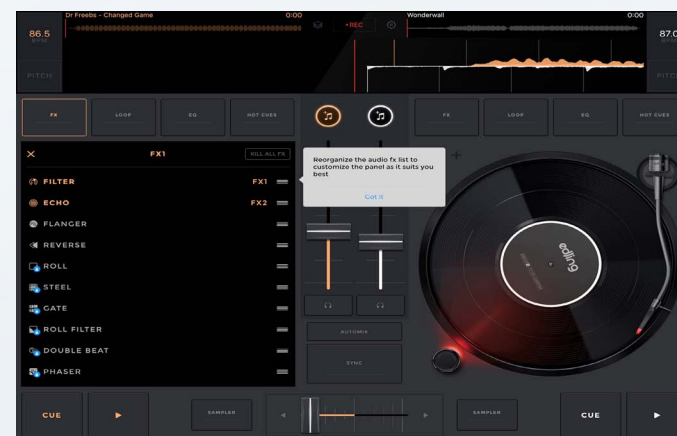 Dr Freebs - Changed Game
0:00
•REC
Wonderwall
0:00
86.5
BPM
87.0
PITCH
PITCH
FX
LOOP
EQ
HOT CUES
FX
LOOP
EQ
HOT CUES
FX1
KILL ALL FX
FILTER
FX1
ECHO
FX2
FLANGER
REVERSE
ROLL
STEEL
GATE
ROLL FILTER
DOUBLE BEAT
PHASER
Reorganize the audio fx list to
customize the panel as it suits you
best
Got it
edjing
AUTOMIX
SYNC
CUE
SAMPLER
SAMPLER
CUE